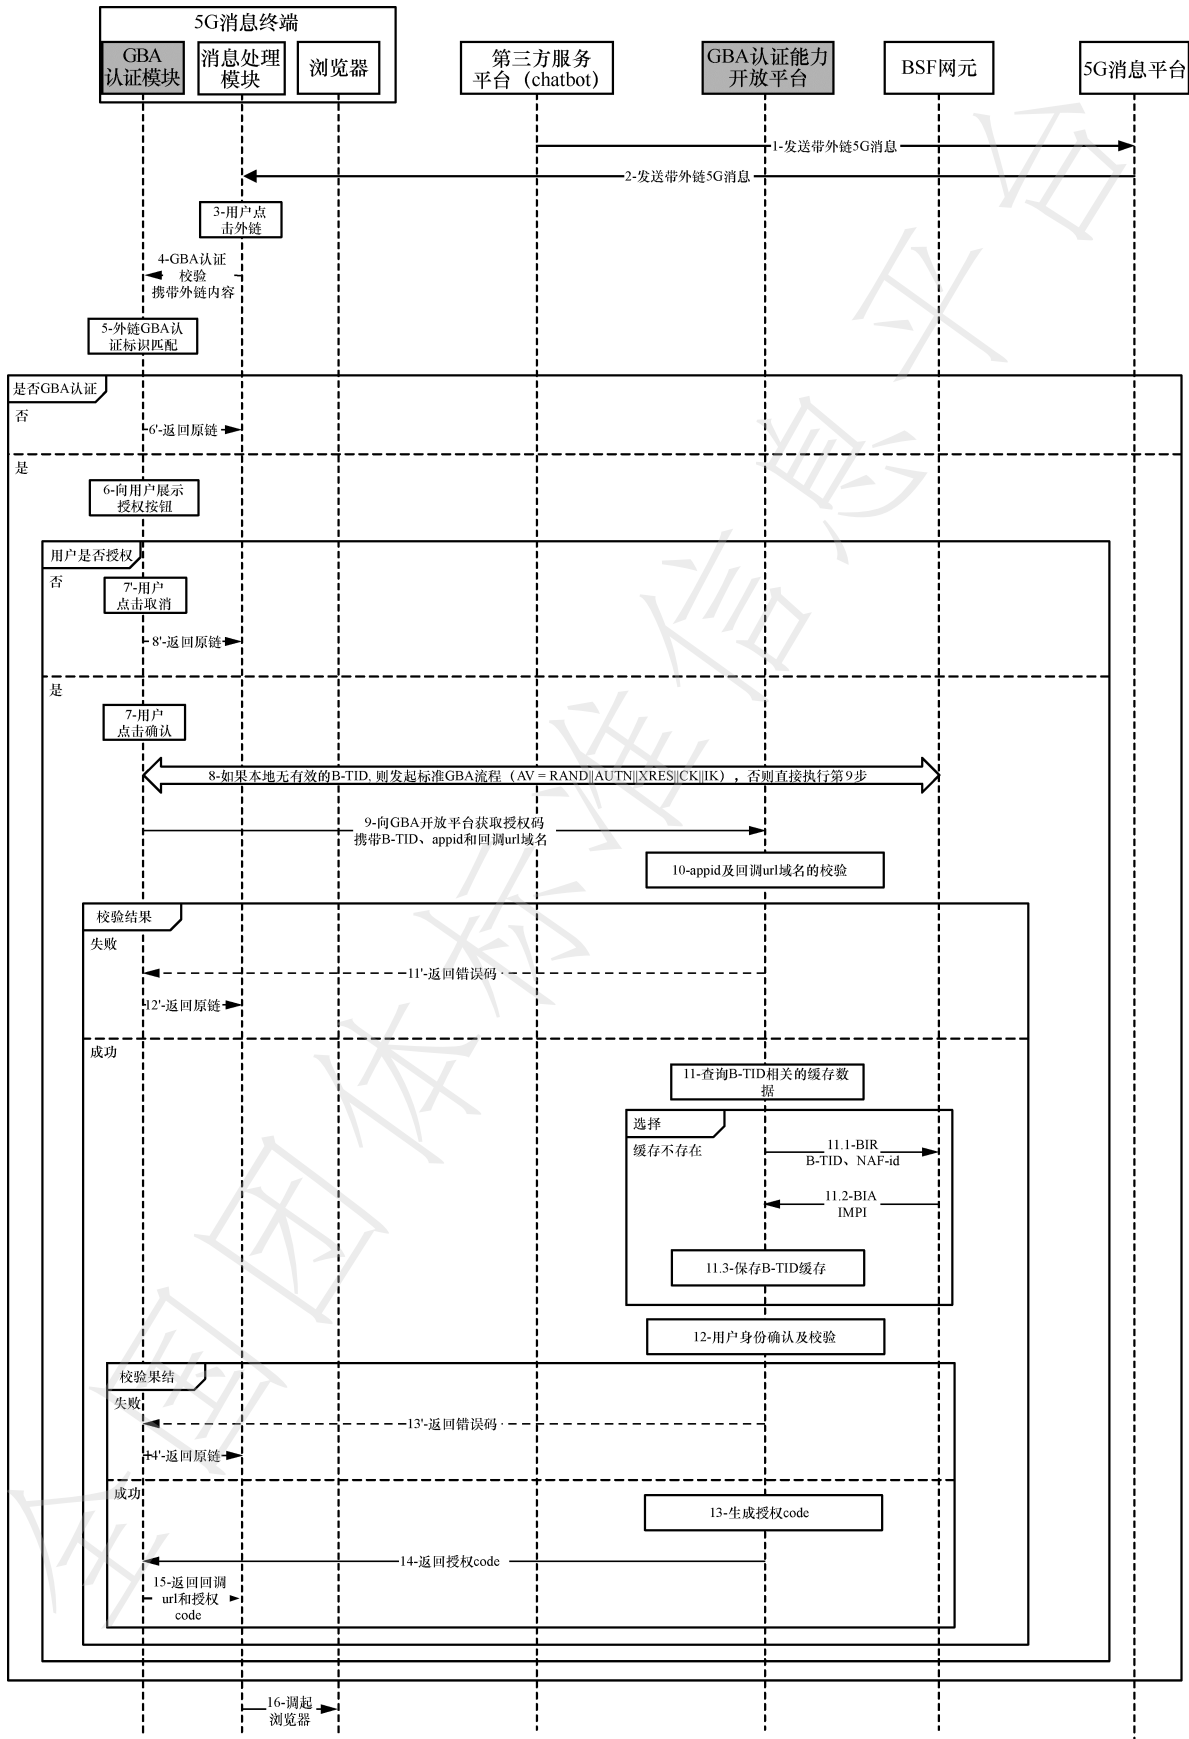 5G消息终端
GBA
认证模块
消息处理
模块
浏览器
第三方服务
平台（chatbot）
GBA认证能力
开放平台
BSF网元
5G消息平台
1-发送带外链5G消息
2-发送带外链5G消息
3-用户点
击外链
4-GBA认证
校验
携带外链内容
5-外链GBA认
证标识匹配
是否GBA认证
否
6'-返回原链
是
6-向用户展示
授权按钮
用户是否授权
否
7'-用户
点击取消
8'-返回原链
是
7-用户
点击确认
8-如果本地无有效的B-TID, 则发起标准GBA流程（AV = RAND||AUTN||XRES||CK||IK），否则直接执行第９步
9-向GBA开放平台获取授权码
携带B-TID、appid和回调url域名
10-appid及回调url域名的校验
校验结果
失败
11'-返回错误码
12'-返回原链
成功
11-查询B-TID相关的缓存数
据
选择
缓存不存在
11.1-BIR
B-TID、NAF-id
11.2-BIA
IMPI
11.3-保存B-TID缓存
12-用户身份确认及校验
校验果结
失败
13'-返回错误码
14'-返回原链
成功
13-生成授权code
14-返回授权code
15-返回回调
url和授权
code
16-调起
浏览器
全国团体标准信息平台